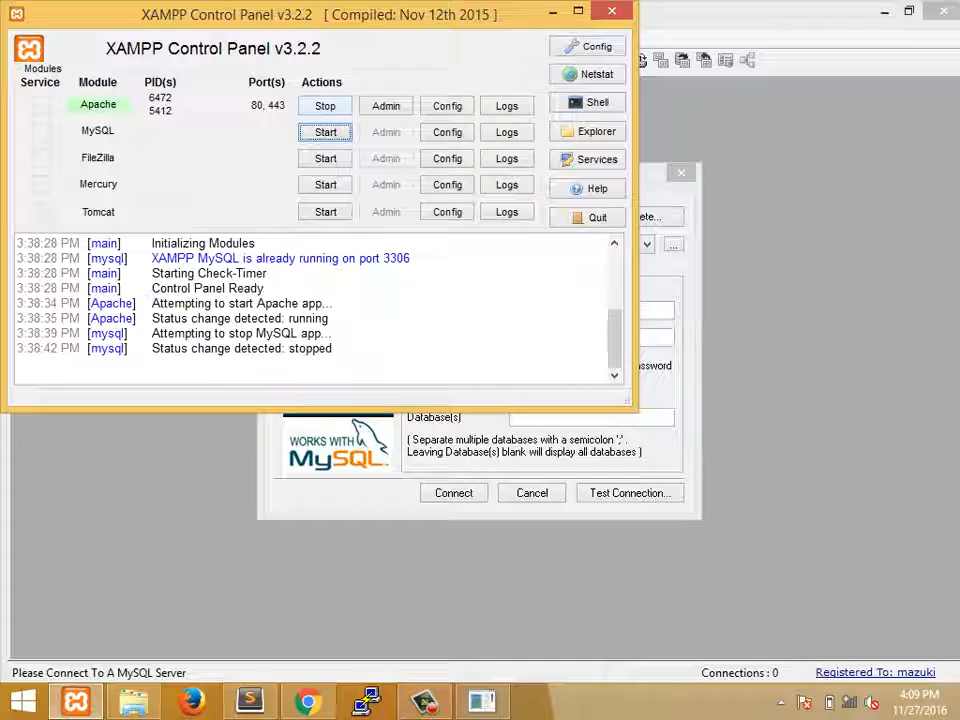 XAMPP Control Panel v3.2.2 [ Compiled: Nov 12th 2015 ]
XAMPP Control Panel v3.2.2
Config
Modules
Service Module PID(s) Port(s) Actions
Netstat
Apache 6472 5412 80, 443 Stop Admin Config Logs
Shell
MySQL Start Admin Config Logs
Explorer
FileZilla Start Admin Config Logs
Services
Mercury Start Admin Config Logs
Help
Tomcat Start Admin Config Logs
Quit
ete...
...
3:38:28 PM [main] Initializing Modules
3:38:28 PM [mysql] XAMPP MySQL is already running on port 3306
3:38:28 PM [main] Starting Check-Timer
3:38:28 PM [main] Control Panel Ready
3:38:34 PM [Apache] Attempting to start Apache app...
3:38:35 PM [Apache] Status change detected: running
3:38:39 PM [mysql] Attempting to stop MySQL app...
3:38:42 PM [mysql] Status change detected: stopped
assword
Database(s)
WORKS WITH
MySQL
( Separate multiple databases with a semicolon ';' .
Leaving Database(s) blank will display all databases )
Connect Cancel Test Connection...
Please Connect To A MySQL Server Connections : 0 Registered To: mazuki
4:09 PM
11/27/2016